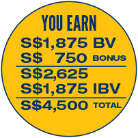 YOU EARN
S$1,875 BV
S$ 750 BONUS
S$2,625
S$1,875 IBV
S$4,500 TOTAL